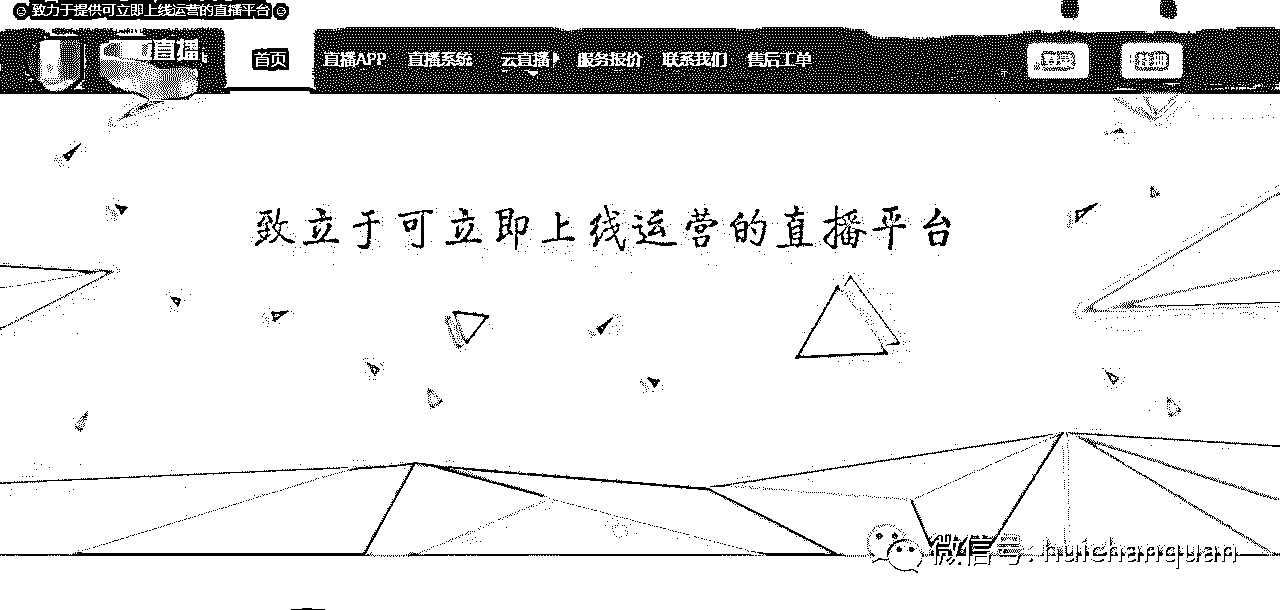 致力于提供可立即上线运营的直播平台
直播
首页 直播APP 直播系统 云直播 服务报价 联系我们 售后工单 登录 注册
致立于可立即上线运营的直播平台
微信号: huichanquan